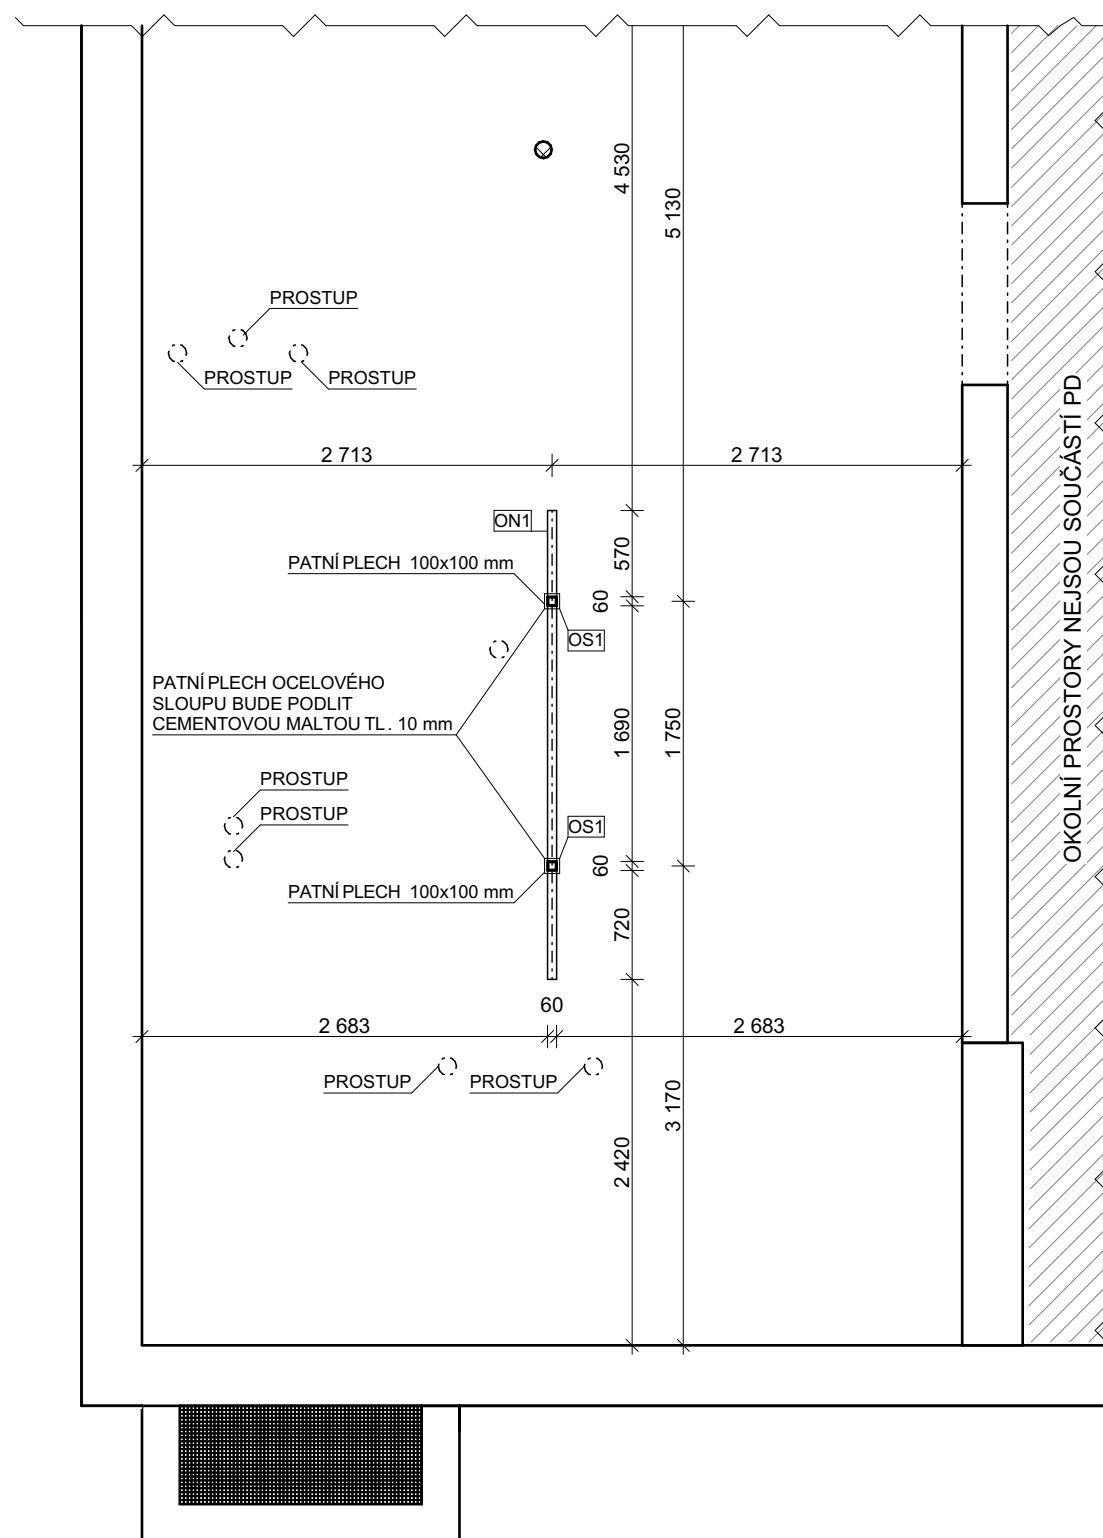 4 530
5 130
PROSTUP
PROSTUP
PROSTUP
2 713
2 713
ON1
570
PATNÍ PLECH 100x100 mm
60
OS1
PATNÍ PLECH OCELOVÉHO
SLOUPU BUDE PODLIT
CEMENTOVOU MALTOU TL. 10 mm
1 690
1 750
OKOLNÍ PROSTORY NEJSOU SOUČÁSTÍ PD
PROSTUP
PROSTUP
OS1
60
PATNÍ PLECH 100x100 mm
720
60
2 683
2 683
PROSTUP
PROSTUP
3 170
2 420